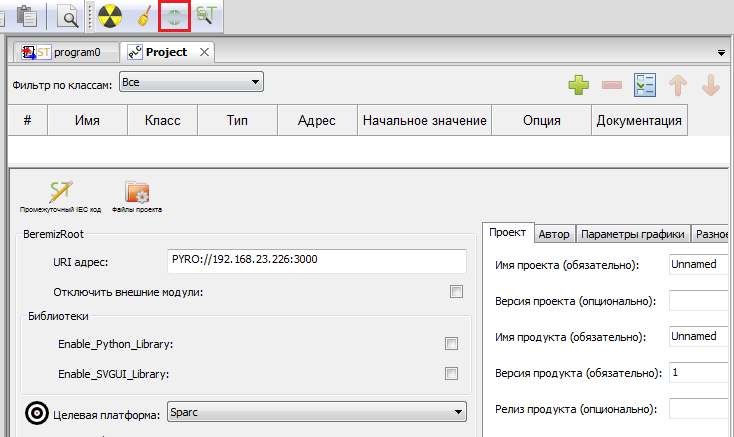 ST program0 Project
Фильтр по классам: Все
# Имя Класс Тип Адрес Начальное значение Опция Документация
ST
Промежуточный IEC код Файлы проекта
BeremizRoot
URI адрес: PYRO://192.168.23.226:3000
Отключить внешние модули:
Библиотеки
Enable_Python_Library:
Enable_SVGUI_Library:
Целевая платформа: Sparc
Проект Автор Параметры графики Разное
Имя проекта (обязательно): Unnamed
Версия проекта (опционально):
Имя продукта (обязательно): Unnamed
Версия продукта (обязательно): 1
Релиз продукта (опционально):